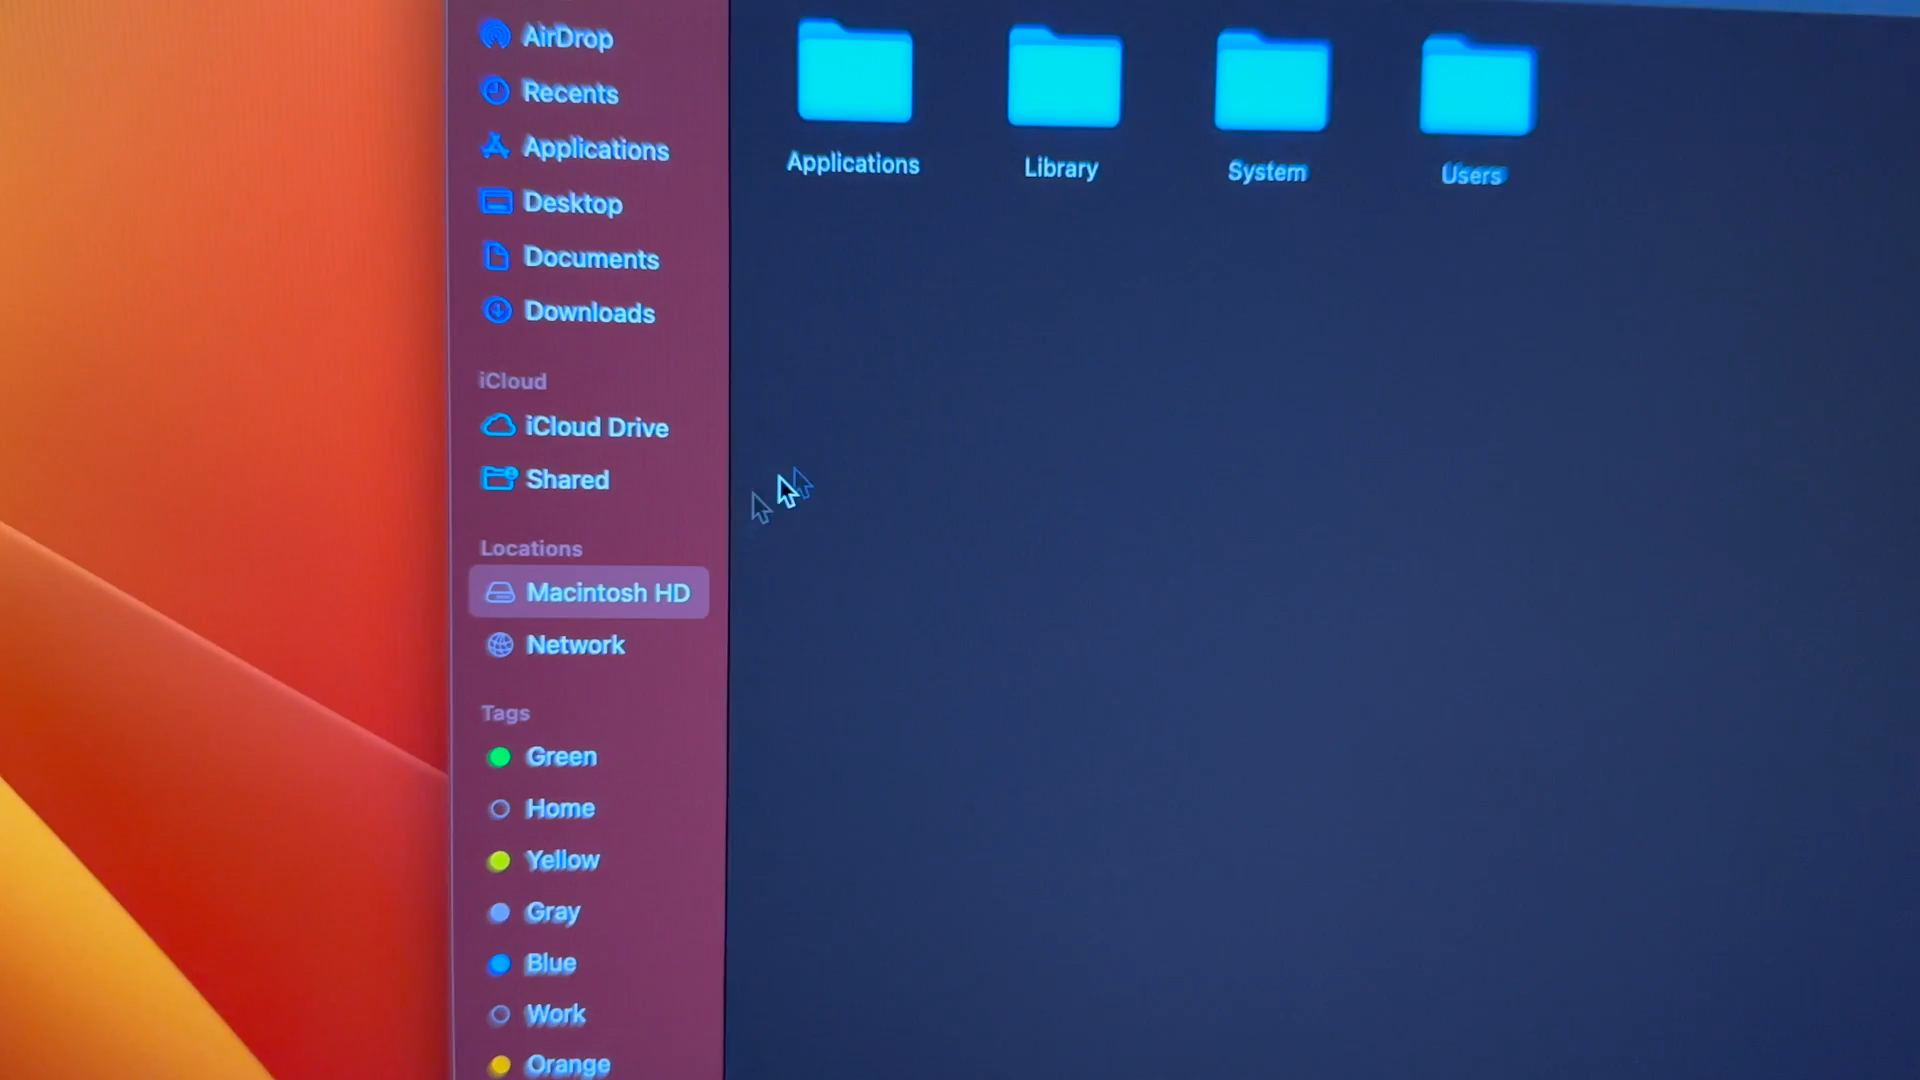 AirDrop
Recents
Applications
Desktop
Documents
Downloads
iCloud
iCloud Drive
Shared
Locations
Macintosh HD
Network
Tags
Green
Home
Yellow
Gray
Blue
Work
Orange
Applications
Library
System
Users